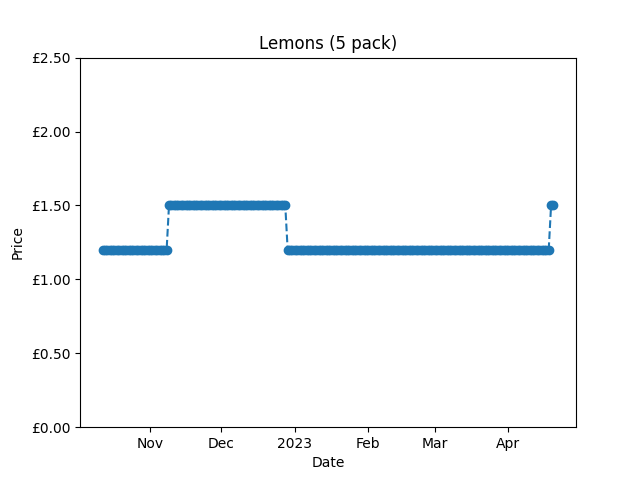 Lemons (5 pack)
£2.50
£2.00
£1.50
£1.00
£0.50
£0.00
Price
Nov Dec 2023 Feb Mar Apr
Date